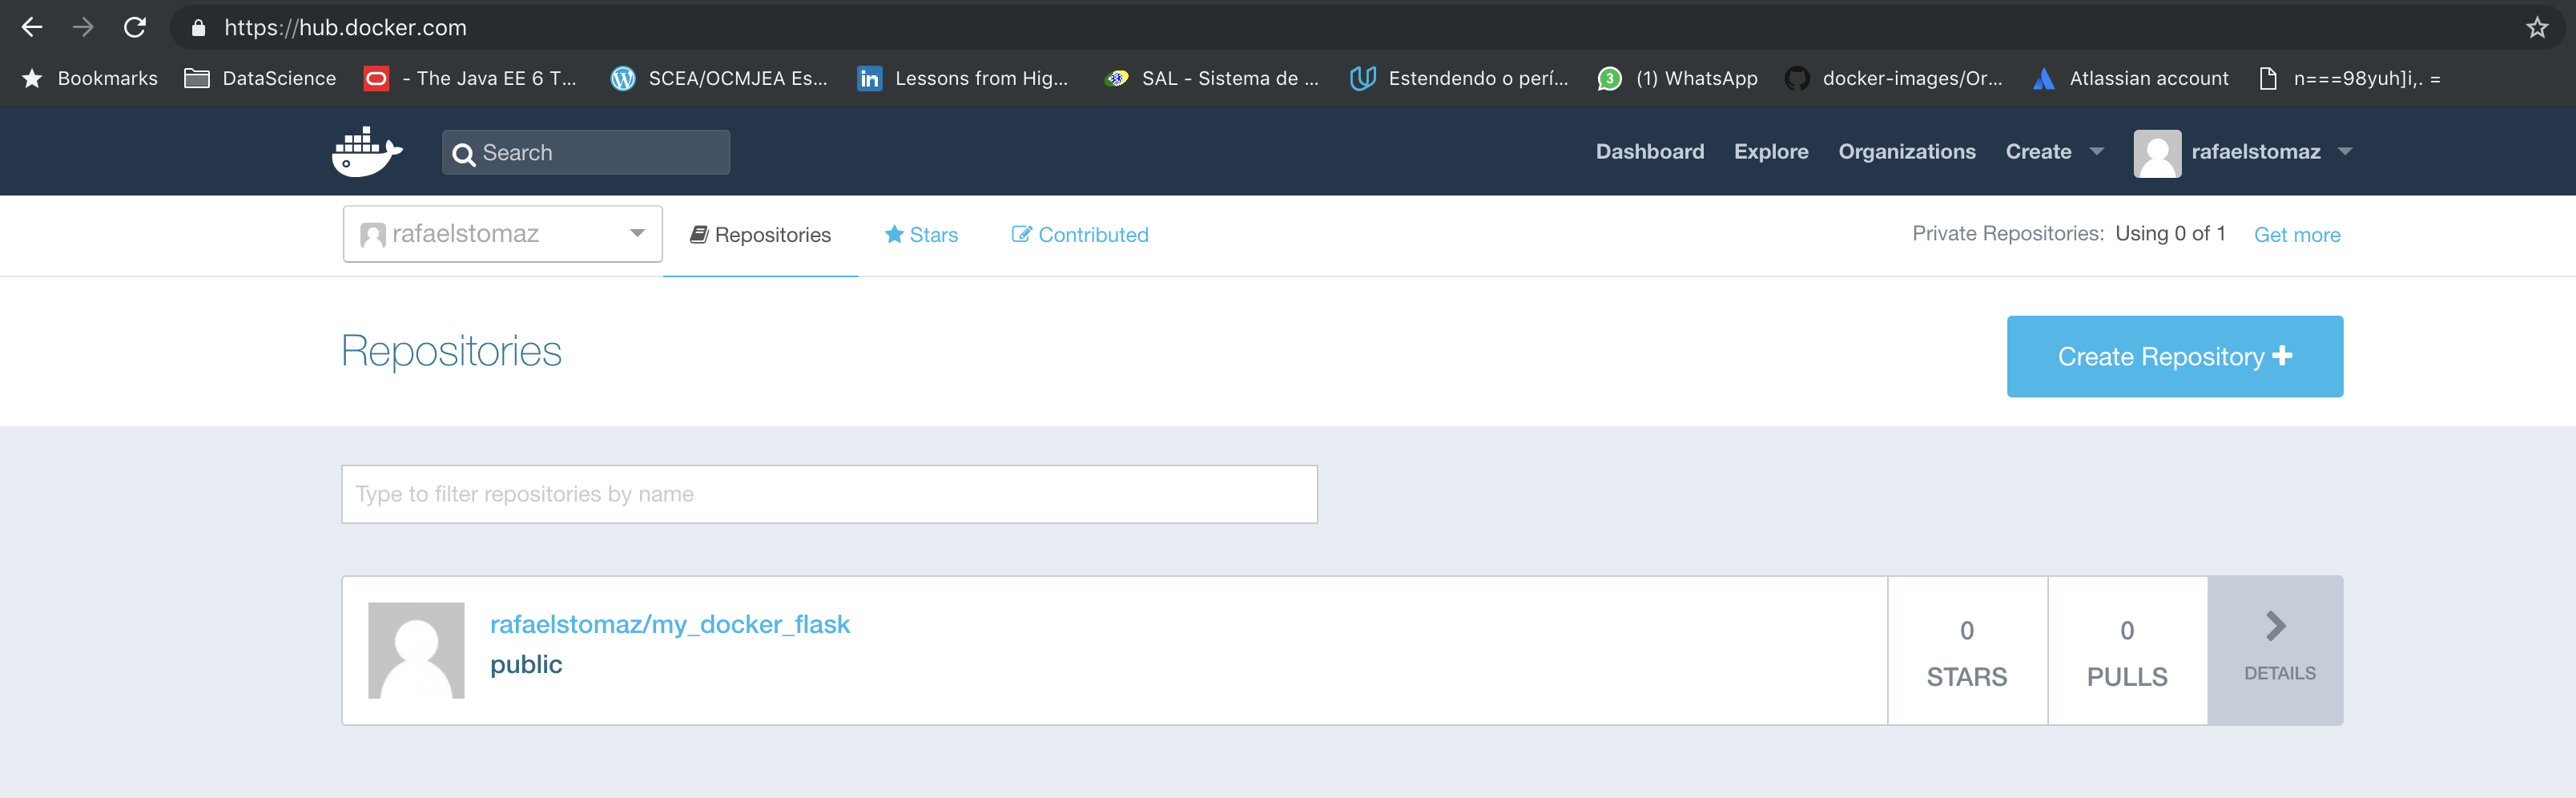 https://hub.docker.com
Bookmarks DataScience - The Java EE 6 T... SCEA/OCMJEA Es... in Lessons from Hig... SAL - Sistema de ... Estendendo o perí... 3 (1) WhatsApp docker-images/Or... Atlassian account n===98yuh]i,. =
Search Dashboard Explore Organizations Create rafaelstomaz
rafaelstomaz Repositories Stars Contributed Private Repositories: Using 0 of 1 Get more
Repositories Create Repository
Type to filter repositories by name
rafaelstomaz/my_docker_flask 0 0
public STARS PULLS DETAILS